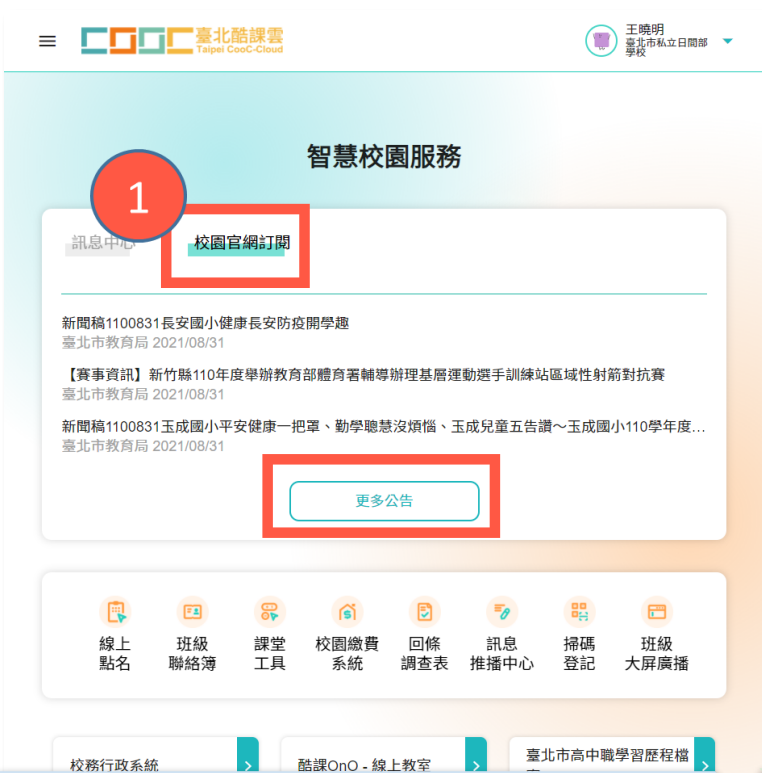 臺北酷課雲
Taipei CooC-Cloud
王曉明
臺北市私立日間部
學校
智慧校園服務
1
訊息中心
校園官網訂閱
新聞稿1100831長安國小健康長安防疫開學趣
臺北市教育局 2021/08/31
【賽事資訊】新竹縣110年度舉辦教育部體育署輔導辦理基層運動選手訓練站區域性射箭對抗賽
臺北市教育局 2021/08/31
新聞稿1100831玉成國小平安健康一把罩、勤學聰慧沒煩惱、玉成兒童五告讚～玉成國小110學年度...
臺北市教育局 2021/08/31
更多公告
線上
點名
班級
聯絡簿
課堂
工具
校園繳費
系統
回條
調查表
訊息
推播中心
掃碼
登記
班級
大屏廣播
校務行政系統
酷課OnO - 線上教室
臺北市高中職學習歷程檔